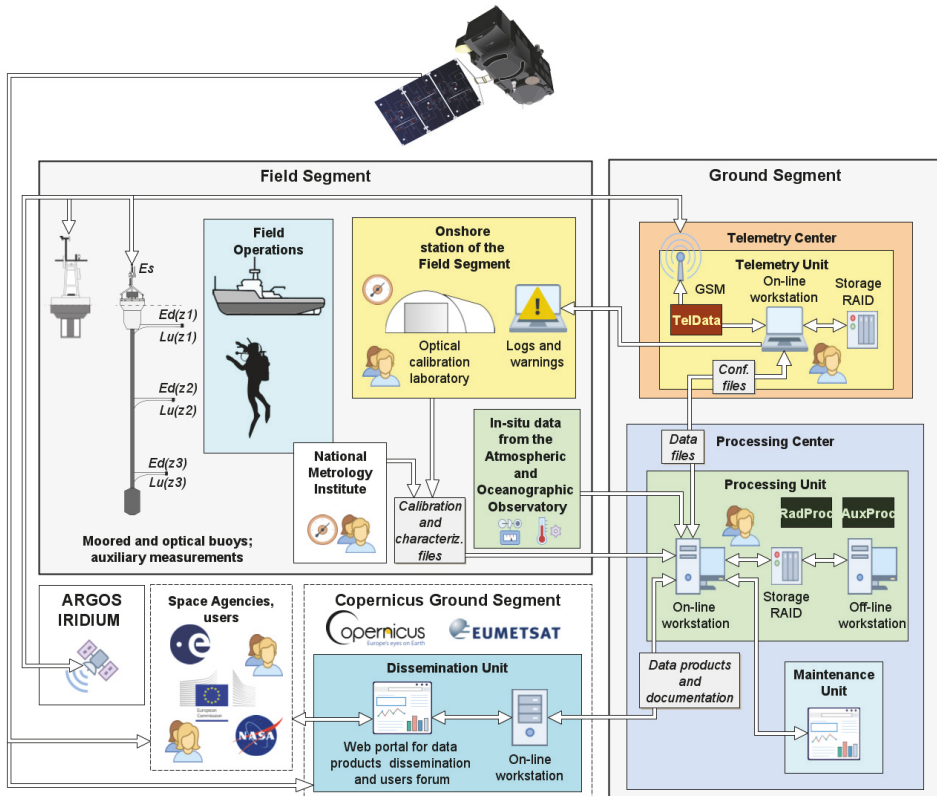 Field Segment
Es
Ed(z1)
Lu(z1)
Ed(z2)
Lu(z2)
Ed(z3)
Lu(z3)
Moored and optical buoys;
auxiliary measurements
Field
Operations
Onshore
station of the
Field Segment
Optical
calibration
laboratory
Logs and
warnings
National
Metrology
Institute
Calibration
and
characteriz.
files
In-situ data
from the
Atmospheric
and
Oceanographic
Observatory
Ground Segment
Telemetry Center
Telemetry Unit
GSM
TelData
On-line
workstation
Storage
RAID
Conf.
files
Data
files
Processing Center
Processing Unit
RadProc
AuxProc
On-line
workstation
Storage
RAID
Off-line
workstation
Data products
and
documentation
Maintenance
Unit
ARGOS
IRIDIUM
Space Agencies,
users
esa
European
Commission
NASA
Copernicus Ground Segment
opernicus
Europe's eyes on Earth
EUMETSAT
Dissemination Unit
Web portal for data
products dissemination
and users forum
On-line
workstation